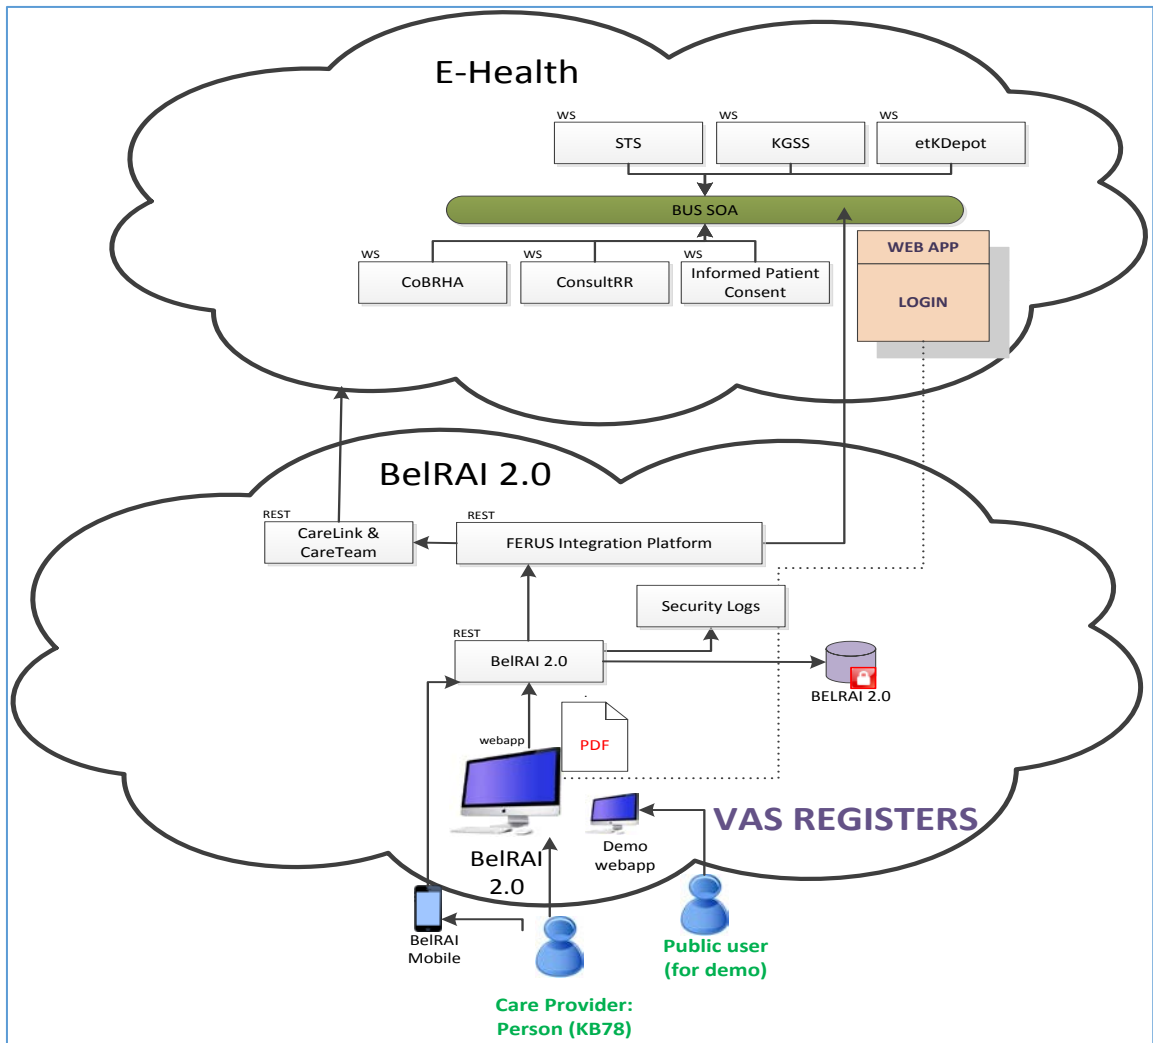 E-Health
WS
STS
WS
KGSS
WS
etKDepot
BUS SOA
WEB APP
LOGIN
WS
CoBRHA
WS
ConsultRR
WS
Informed Patient
Consent
BelRAI 2.0
REST
CareLink &
CareTeam
REST
FERUS Integration Platform
Security Logs
REST
BelRAI 2.0
BELRAI 2.0
webapp
PDF
VAS REGISTERS
Demo
webapp
BelRAI
2.0
BelRAI
Mobile
Public user
(for demo)
Care Provider:
Person (KB78)